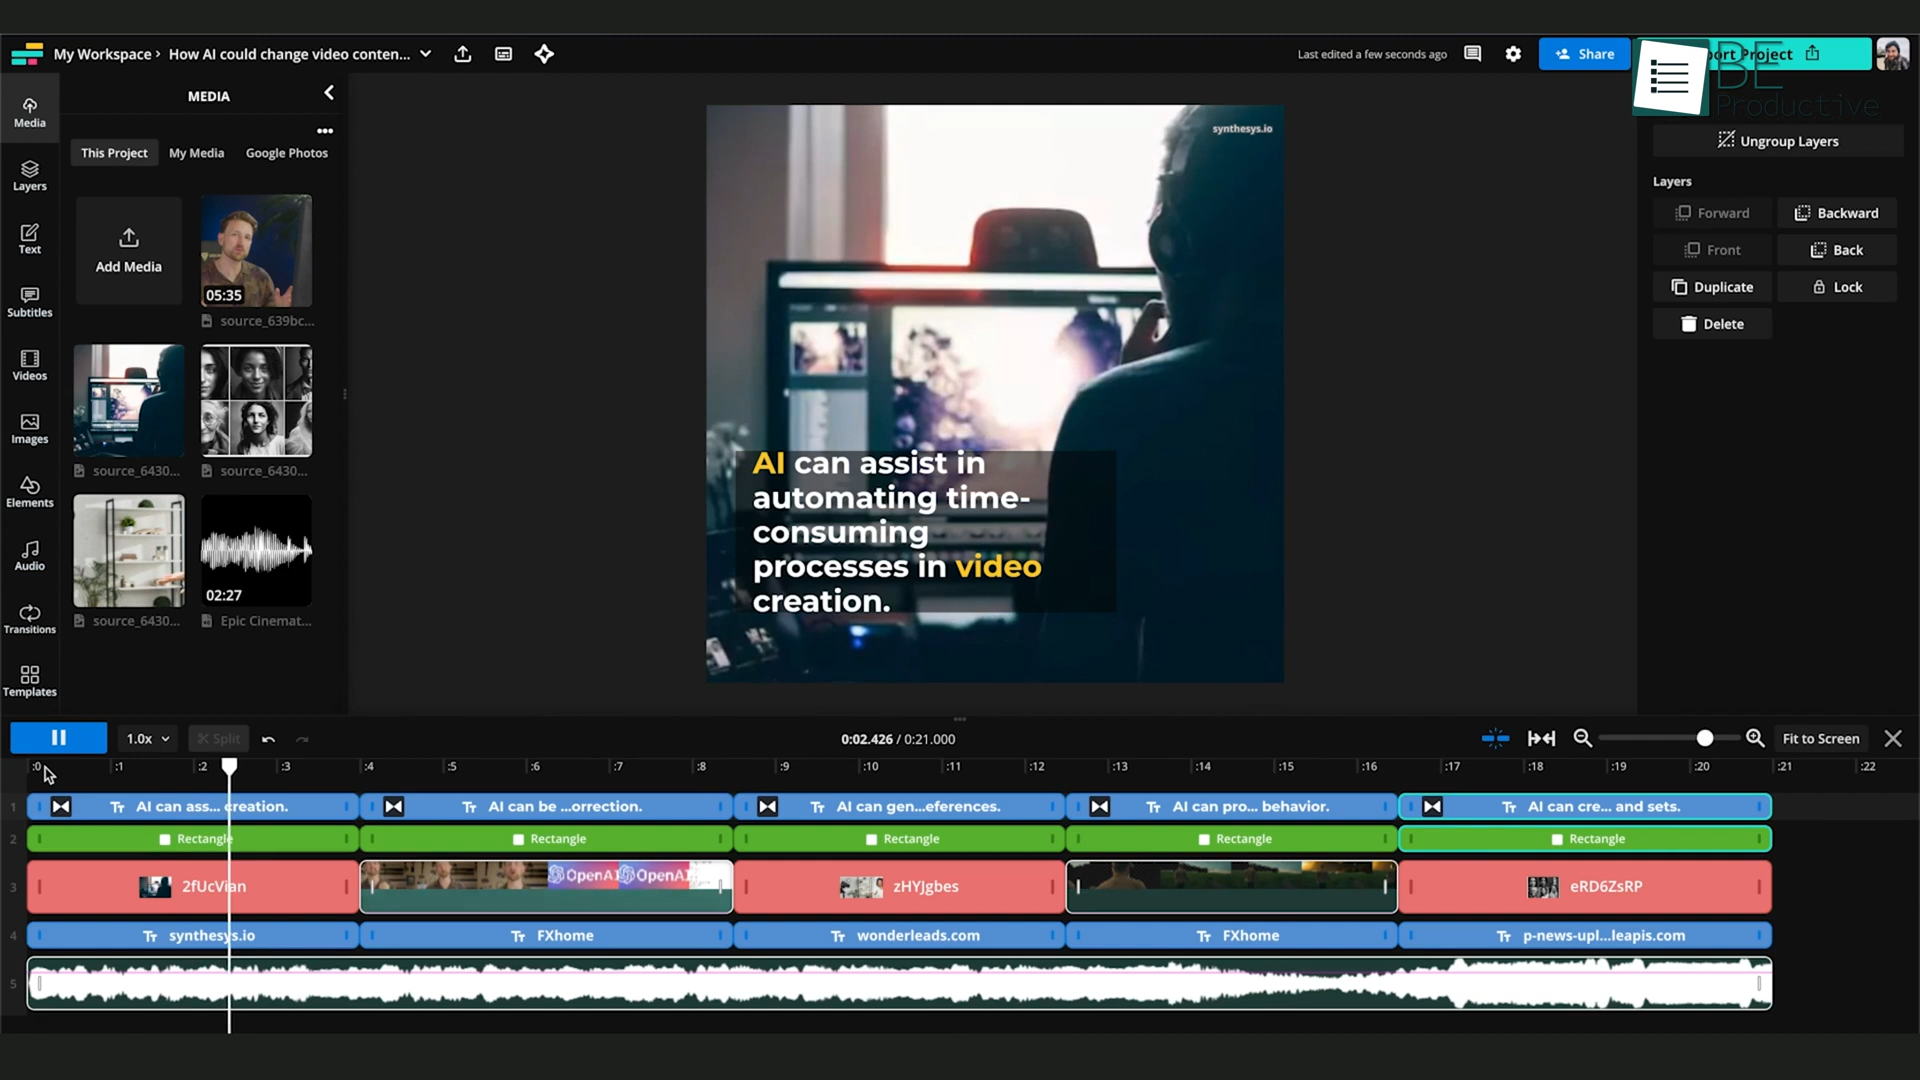 My Workspace › How AI could change video conten...
Last edited a few seconds ago
Share
port Project
BE
Productive
Media
Layers
Text
Subtitles
Videos
Images
Elements
Audio
Transitions
Templates
MEDIA
This Project
My Media
Google Photos
Add Media
05:35
source_639bc...
source_6430...
source_6430...
source_6430...
02:27
Epic Cinemat...
synthesys.io
AI can assist in
automating time-
consuming
processes in video
creation.
Ungroup Layers
Layers
Forward
Backward
Front
Back
Duplicate
Lock
Delete
1.0x
Split
0:02.426 / 0:21.000
Fit to Screen
:0 :1 :2 :3 :4 :5 :6 :7 :8 :9 :10 :11 :12 :13 :14 :15 :16 :17 :18 :19 :20 :21 :22
1 AI can ass... creation. AI can be ...orrection. AI can gen...eferences. AI can pro... behavior. AI can cre... and sets.
2 Rectangle Rectangle Rectangle Rectangle Rectangle
3 2fUcVian OpenAI OpenAI zHYJgbes eRD6ZsRP
4 synthesys.io FXhome wonderleads.com FXhome p-news-upl...leapis.com
5